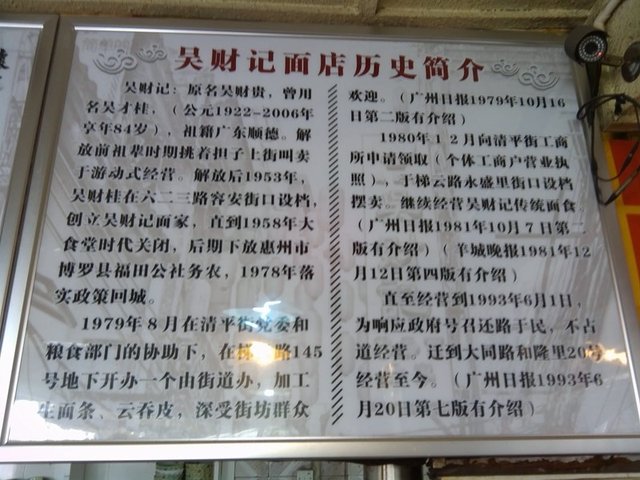 吴财记面店历史简介
吴财记：原名吴财贵，曾用
名吴才桂，（公元1922-2006年
享年84岁），祖籍广东顺德。解
放前祖辈时期挑着担子上街叫卖
于游动式经营。解放后1953年，
吴财桂在六二三路容安街口设档，
创立吴财记面家，直到1958年大
食堂时代关闭，后期下放惠州市
博罗县福田公社务农，1978年落
实政策回城。
1979年8月在清平街党委和
粮食部门的协助下，在梯云路145
号地下开办一个由街道办，加工
生面条、云吞皮，深受街坊群众
欢迎。（广州日报1979年10月16
日第二版有介绍）
1980年12月向清平街工商
所申请领取（个体工商户营业执
照），于梯云路永盛里街口设档
摆卖。继续经营吴财记传统面食。
（广州日报1981年10月7日第二
版有介绍）（羊城晚报1981年12
月12日第四版有介绍）
直至经营到1993年6月1日，
为响应政府号召还路于民，不占
道经营。迁到大同路和隆里20号
经营至今。（广州日报1993年6
月20日第七版有介绍）